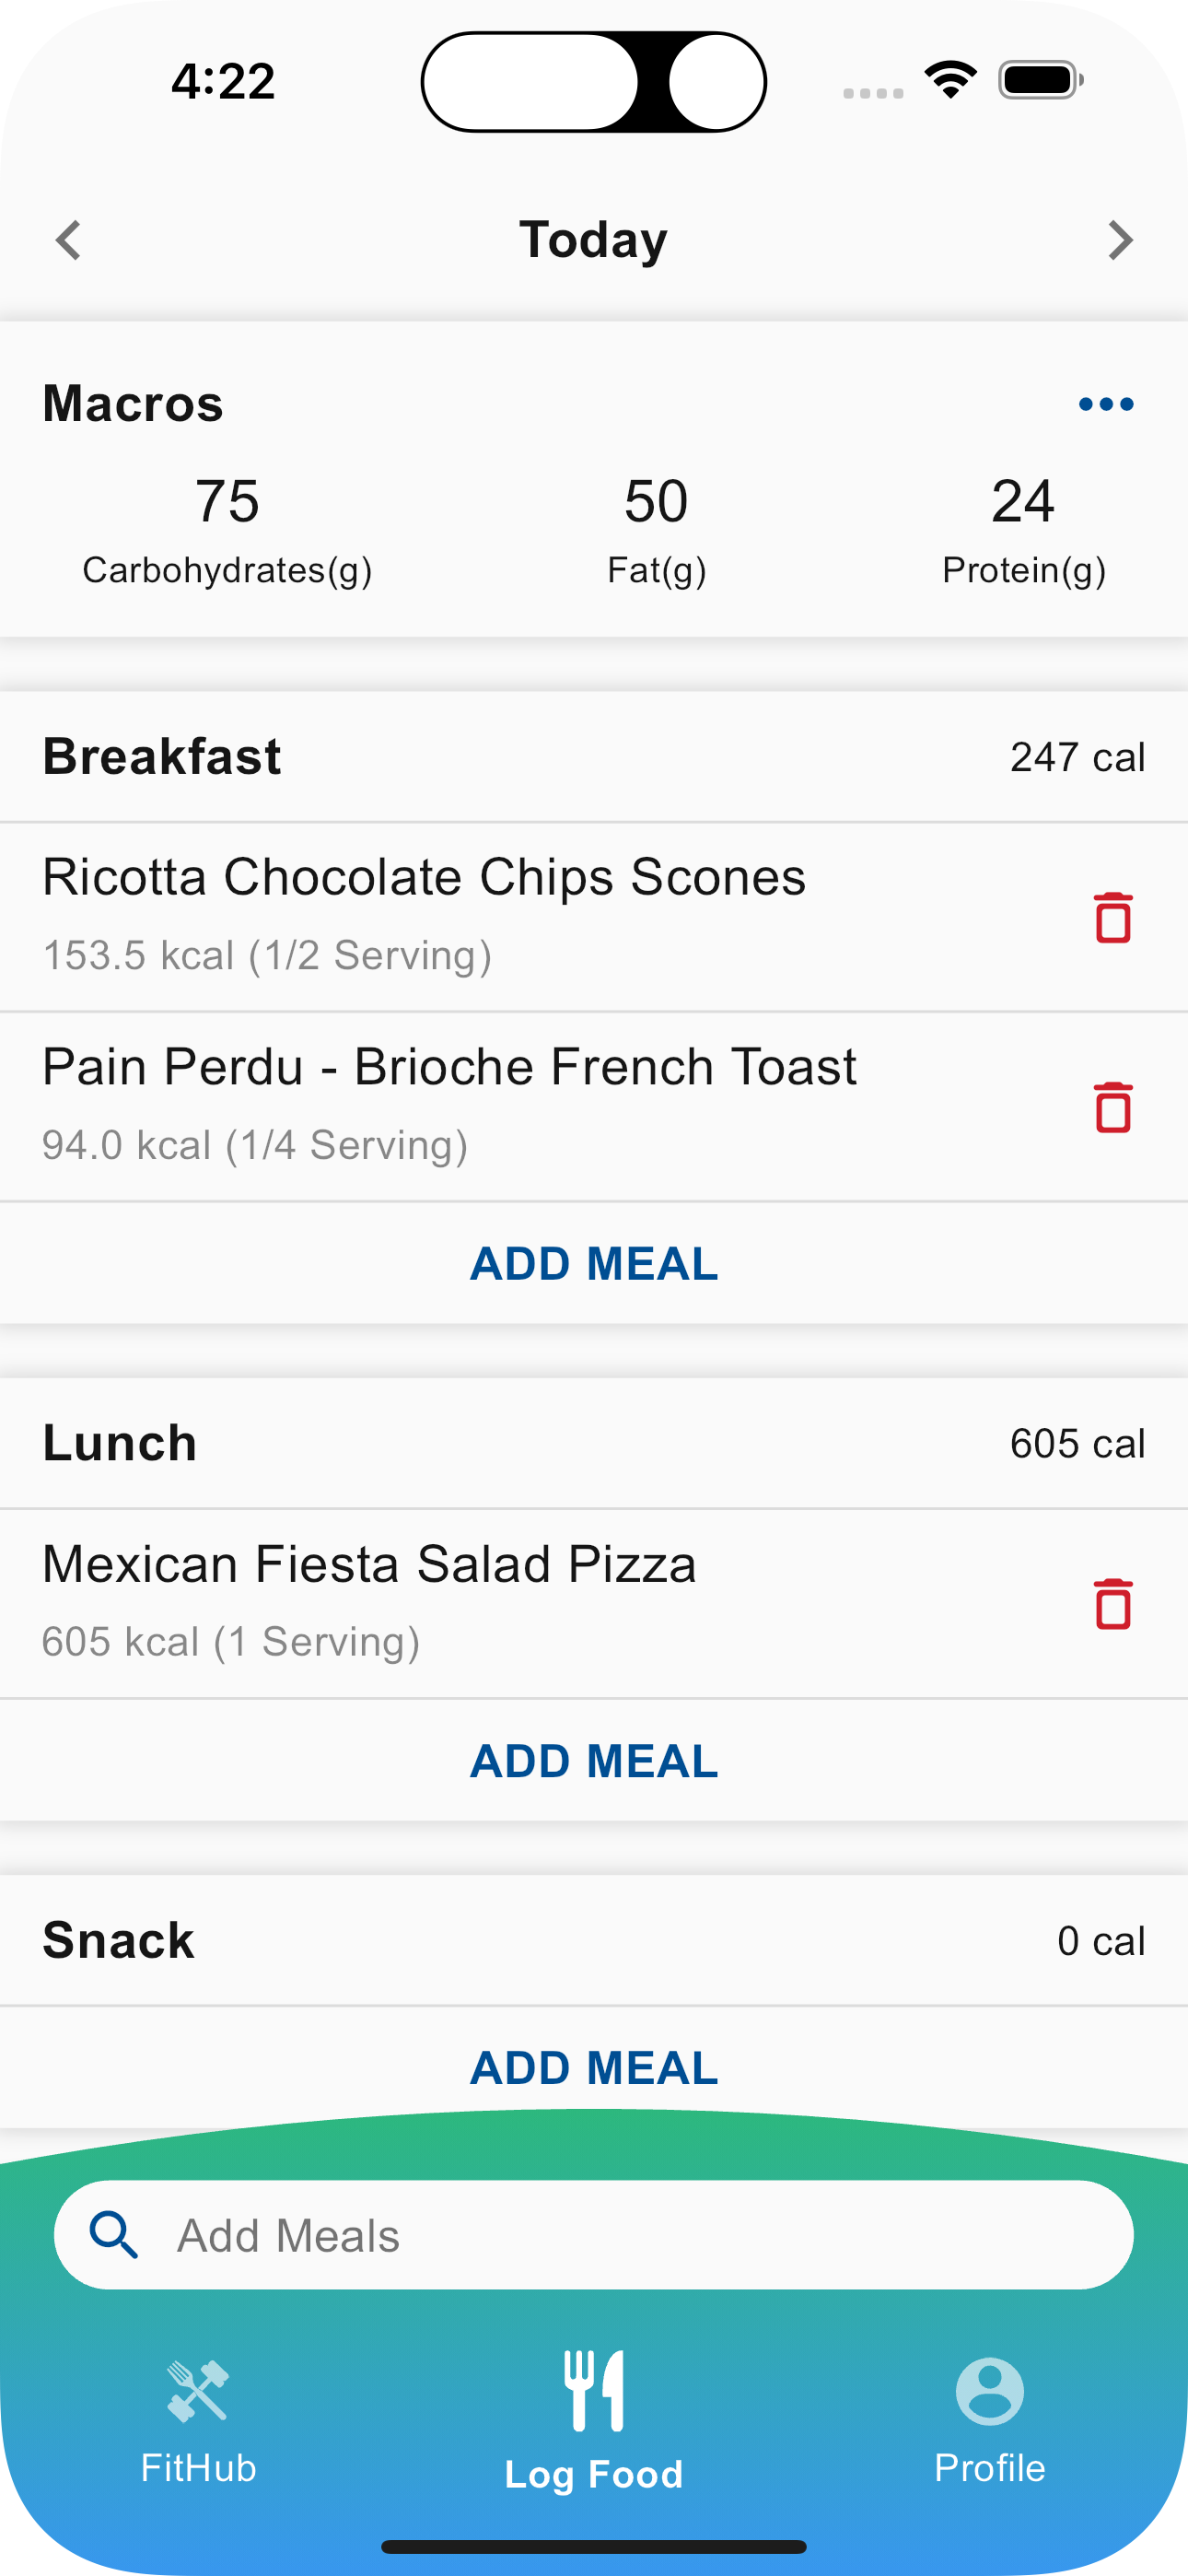 4:22
Today
Macros
75 50 24
Carbohydrates(g) Fat(g) Protein(g)
Breakfast 247 cal
Ricotta Chocolate Chips Scones
153.5 kcal (1/2 Serving)
Pain Perdu - Brioche French Toast
94.0 kcal (1/4 Serving)
ADD MEAL
Lunch 605 cal
Mexican Fiesta Salad Pizza
605 kcal (1 Serving)
ADD MEAL
Snack 0 cal
ADD MEAL
Add Meals
FitHub Log Food Profile